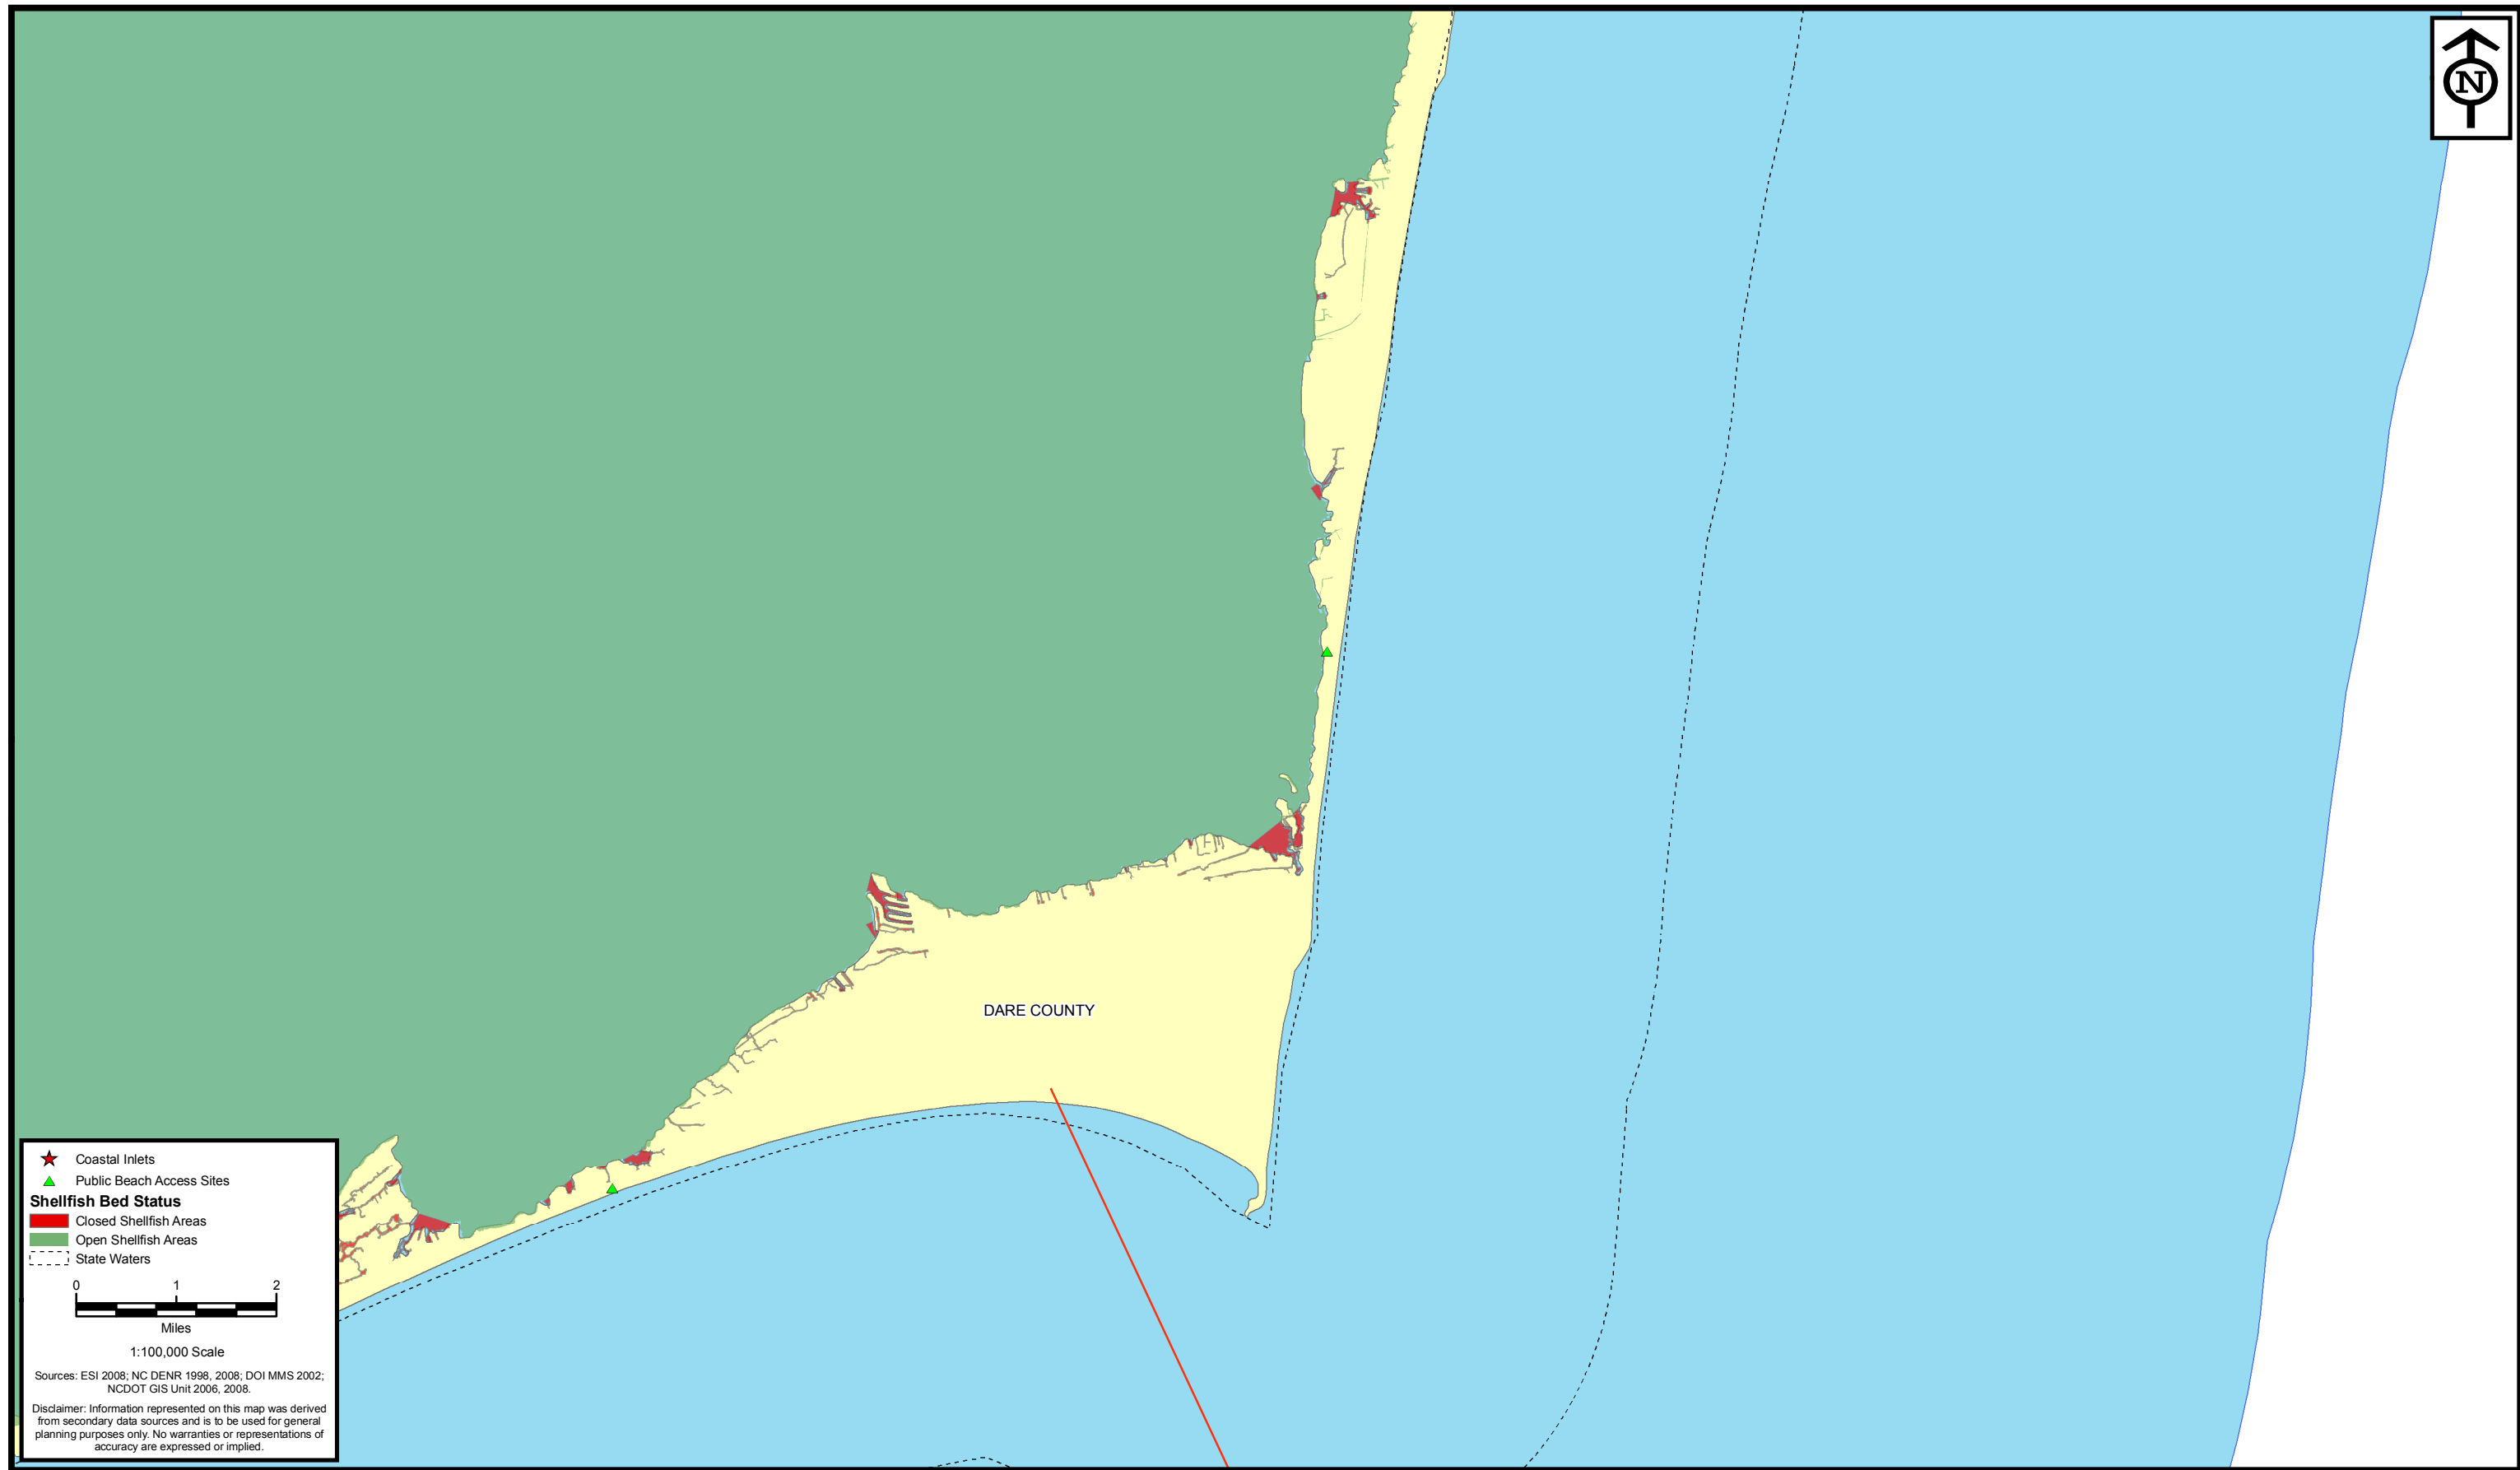 N
DARE COUNTY
Coastal Inlets
Public Beach Access Sites
Shellfish Bed Status
Closed Shellfish Areas
Open Shellfish Areas
State Waters
0 1 2
Miles
1:100,000 Scale
Sources: ESI 2008; NC DENR 1998, 2008; DOI MMS 2002;
NCDOT GIS Unit 2006, 2008.
Disclaimer: Information represented on this map was derived
from secondary data sources and is to be used for general
planning purposes only. No warranties or representations of
accuracy are expressed or implied.